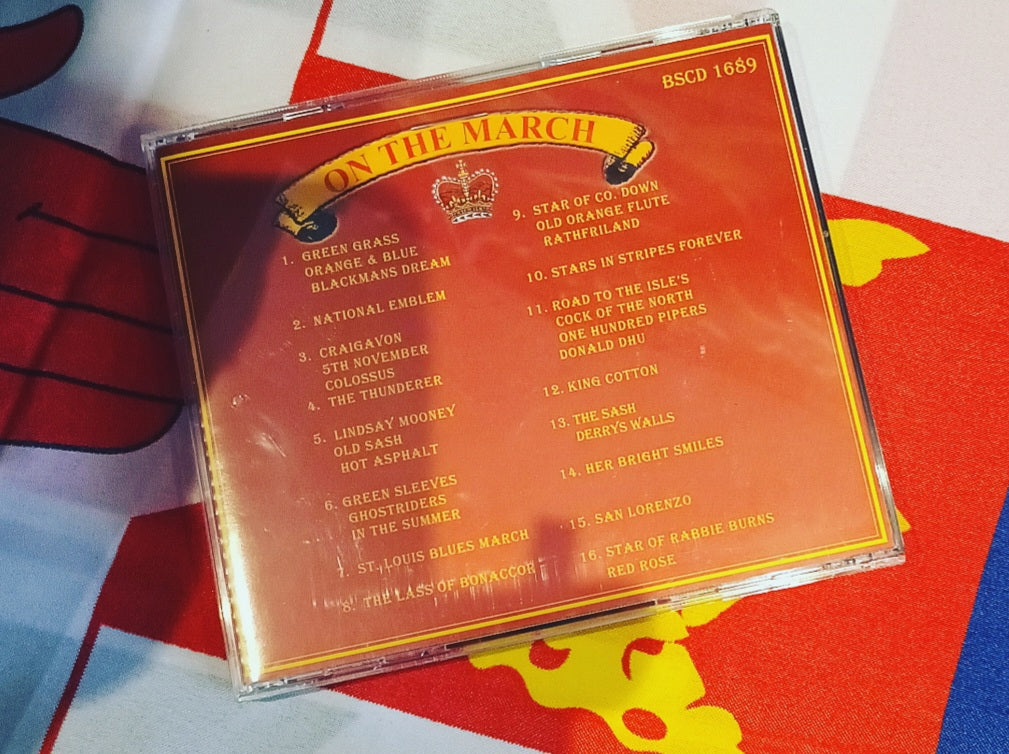 BSCD 1689
ON THE MARCH
1. GREEN GRASS
ORANGE & BLUE
BLACKMANS DREAM
2. NATIONAL EMBLEM
3. CRAIGAVON
5TH NOVEMBER
COLOSSUS
4. THE THUNDERER
5. LINDSAY MOONEY
OLD SASH
HOT ASPHALT
6. GREEN SLEEVES
GHOSTRIDERS
IN THE SUMMER
7. ST. LOUIS BLUES MARCH
8. THE LASS OF BONACCOR
9. STAR OF CO. DOWN
OLD ORANGE FLUTE
RATHFRILAND
10. STARS IN STRIPES FOREVER
11. ROAD TO THE ISLE'S
COCK OF THE NORTH
ONE HUNDRED PIPERS
DONALD DHU
12. KING COTTON
13. THE SASH
DERRYS WALLS
14. HER BRIGHT SMILES
15. SAN LORENZO
16. STAR OF RABBIE BURNS
RED ROSE